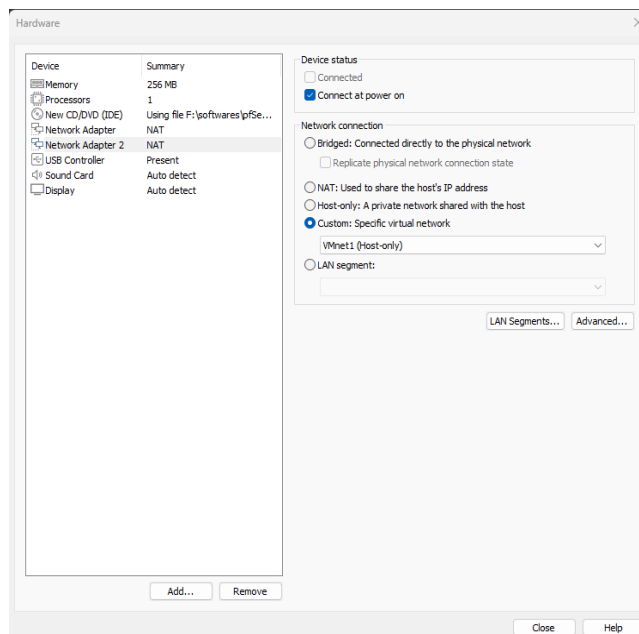 Hardware
Device Summary
Memory 256 MB
Processors 1
New CD/DVD (IDE) Using file F:\softwares\pfSe...
Network Adapter NAT
Network Adapter 2 NAT
USB Controller Present
Sound Card Auto detect
Display Auto detect
Add...
Remove
Device status
Connected
Connect at power on
Network connection
Bridged: Connected directly to the physical network
Replicate physical network connection state
NAT: Used to share the host's IP address
Host-only: A private network shared with the host
Custom: Specific virtual network
VMnet1 (Host-only)
LAN segment:
LAN Segments...
Advanced...
Close
Help